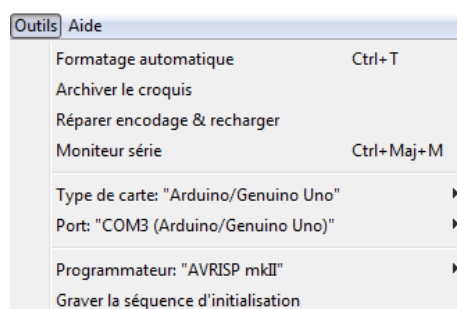 Outils Aide
Formatage automatique Ctrl+T
Archiver le croquis
Réparer encodage & recharger
Moniteur série Ctrl+Maj+M
Type de carte: "Arduino/Genuino Uno"
Port: "COM3 (Arduino/Genuino Uno)"
Programmateur: "AVRISP mkII"
Graver la séquence d'initialisation